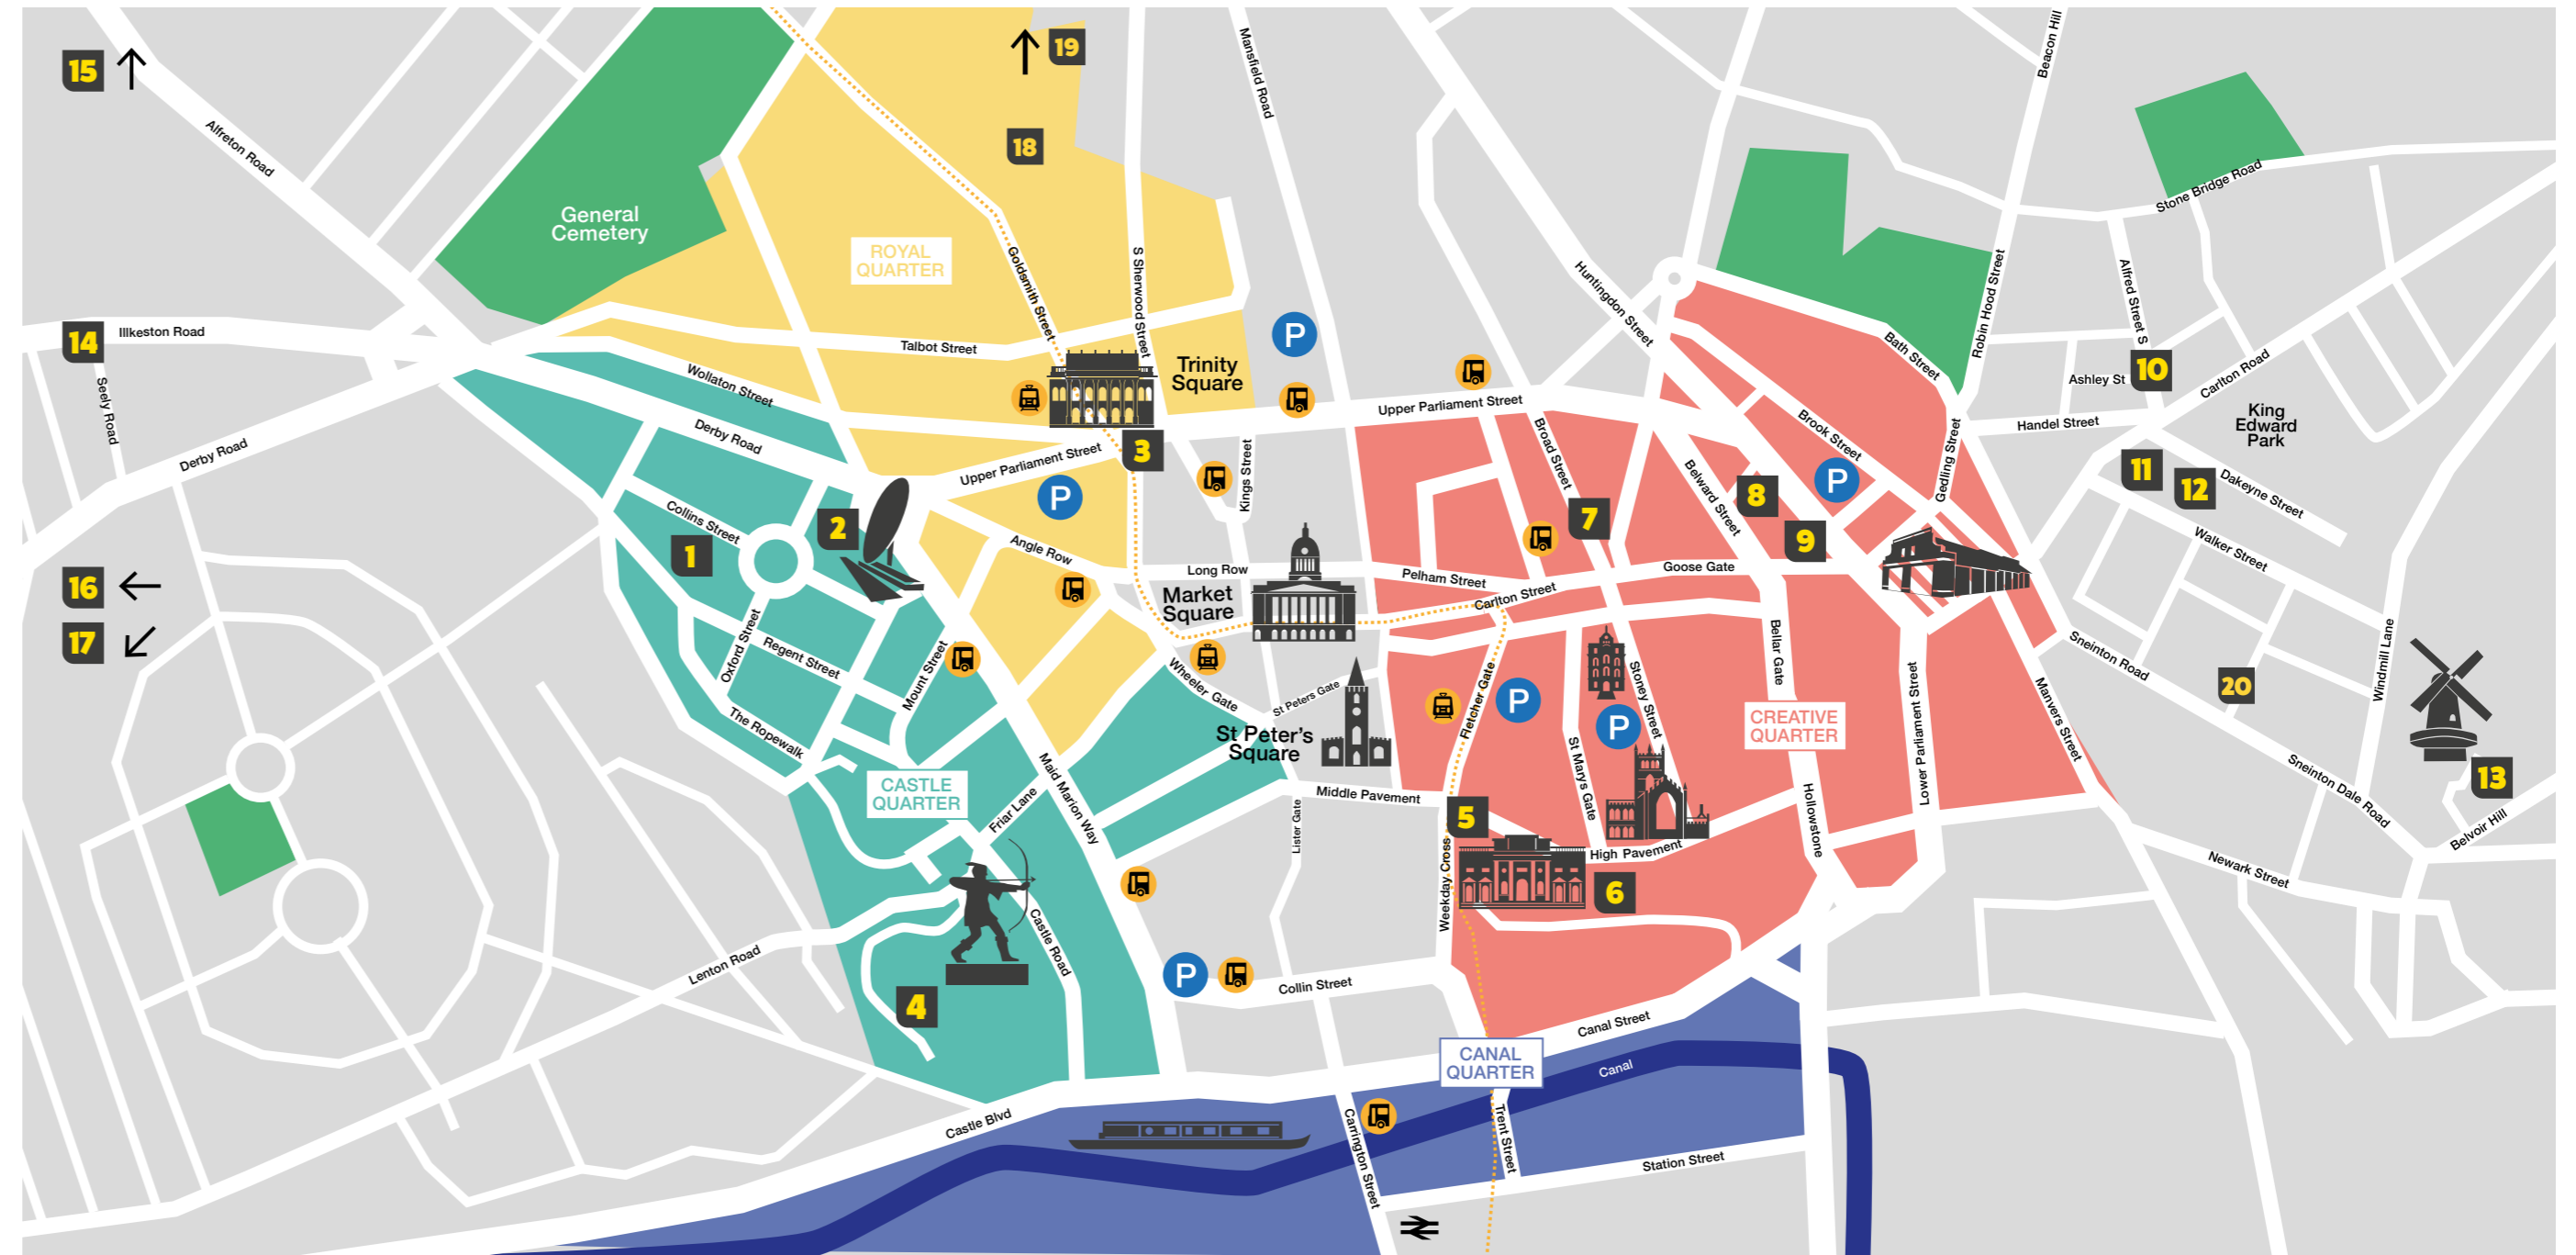 15
19
Mansfield Road
Beacon Hill
Alfreton Road
18
General
Cemetery
Stone Bridge Road
ROYAL
QUARTER
Goldsmith Street
S Sherwood Street
Huntingdon Street
Robin Hood Street
Alfred Street S
14
Illkeston Road
P
Talbot Street
Trinity
Square
Bath Street
Seely Road
Wollaton Street
Ashley St
10
Carlton Road
Upper Parliament Street
King
Edward
Park
Brook Street
Handel Street
Derby Road
Derby Road
Upper Parliament Street
3
Kings Street
Broad Street
Belward Street
Gedling Street
11
12
Dakeyne Street
P
8
P
Collins Street
2
1
Angle Row
7
9
Walker Street
16
Long Row
Pelham Street
Goose Gate
Market
Square
Carlton Street
17
Oxford Street
Regent Street
Mount Street
Wheeler Gate
St Peters Gate
Fletcher Gate
P
Stoney Street
Bellar Gate
Lower Parliament Street
Manvers Street
Sneinton Road
20
Windmill Lane
The Ropewalk
St Peter's
Square
P
CREATIVE
QUARTER
St Marys Gate
Maid Marion Way
CASTLE
QUARTER
Friar Lane
Middle Pavement
Lister Gate
5
Hollowstone
Sneinton Dale Road
13
Belvoir Hill
Weekday Cross
High Pavement
6
Newark Street
Castle Road
Lenton Road
P
Collin Street
4
Canal Street
CANAL
QUARTER
Canal
Castle Blvd
Carrington Street
Trent Street
Station Street